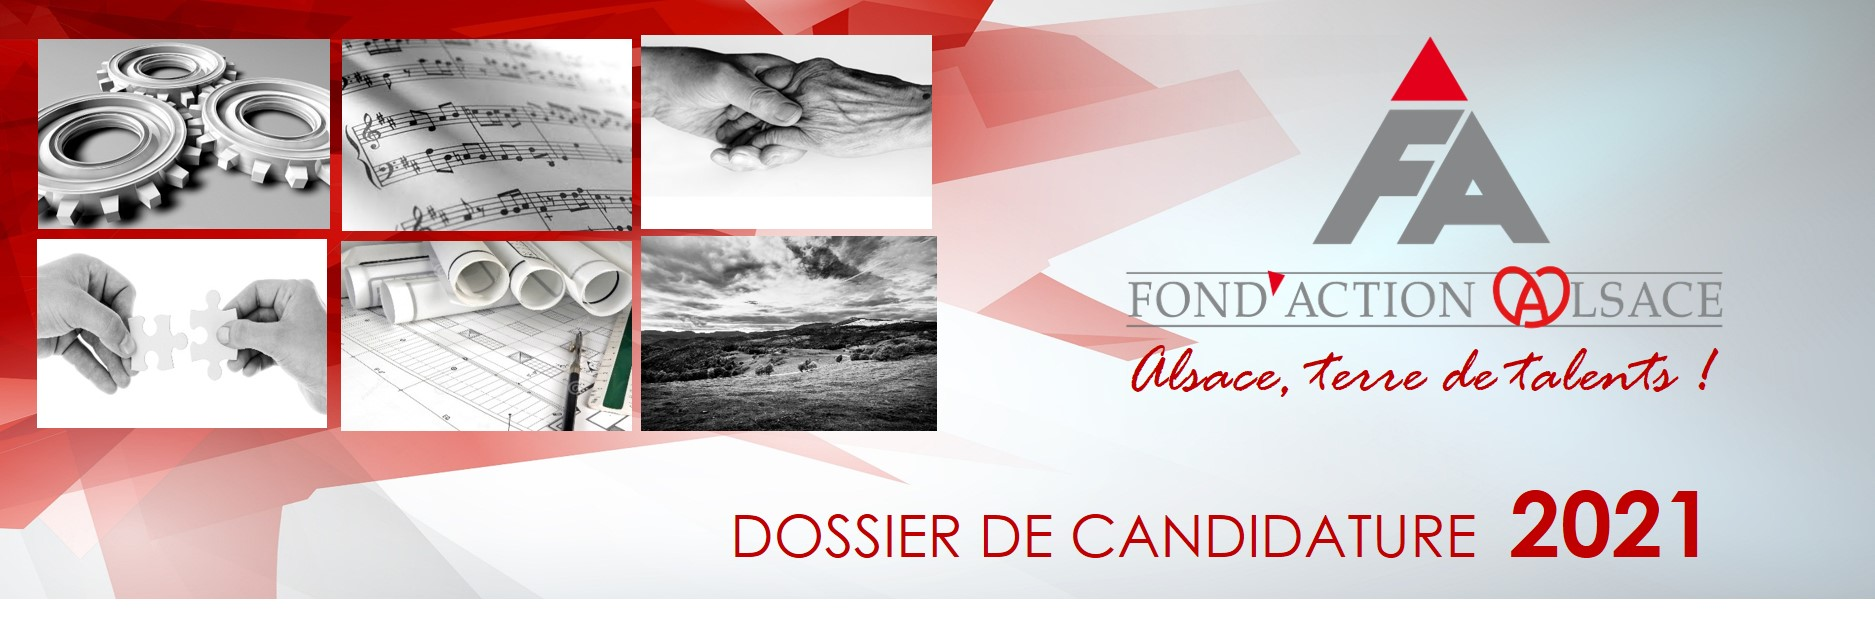 FA
FOND'ACTION ALSACE
Alsace, terre de talents !
DOSSIER DE CANDIDATURE 2021